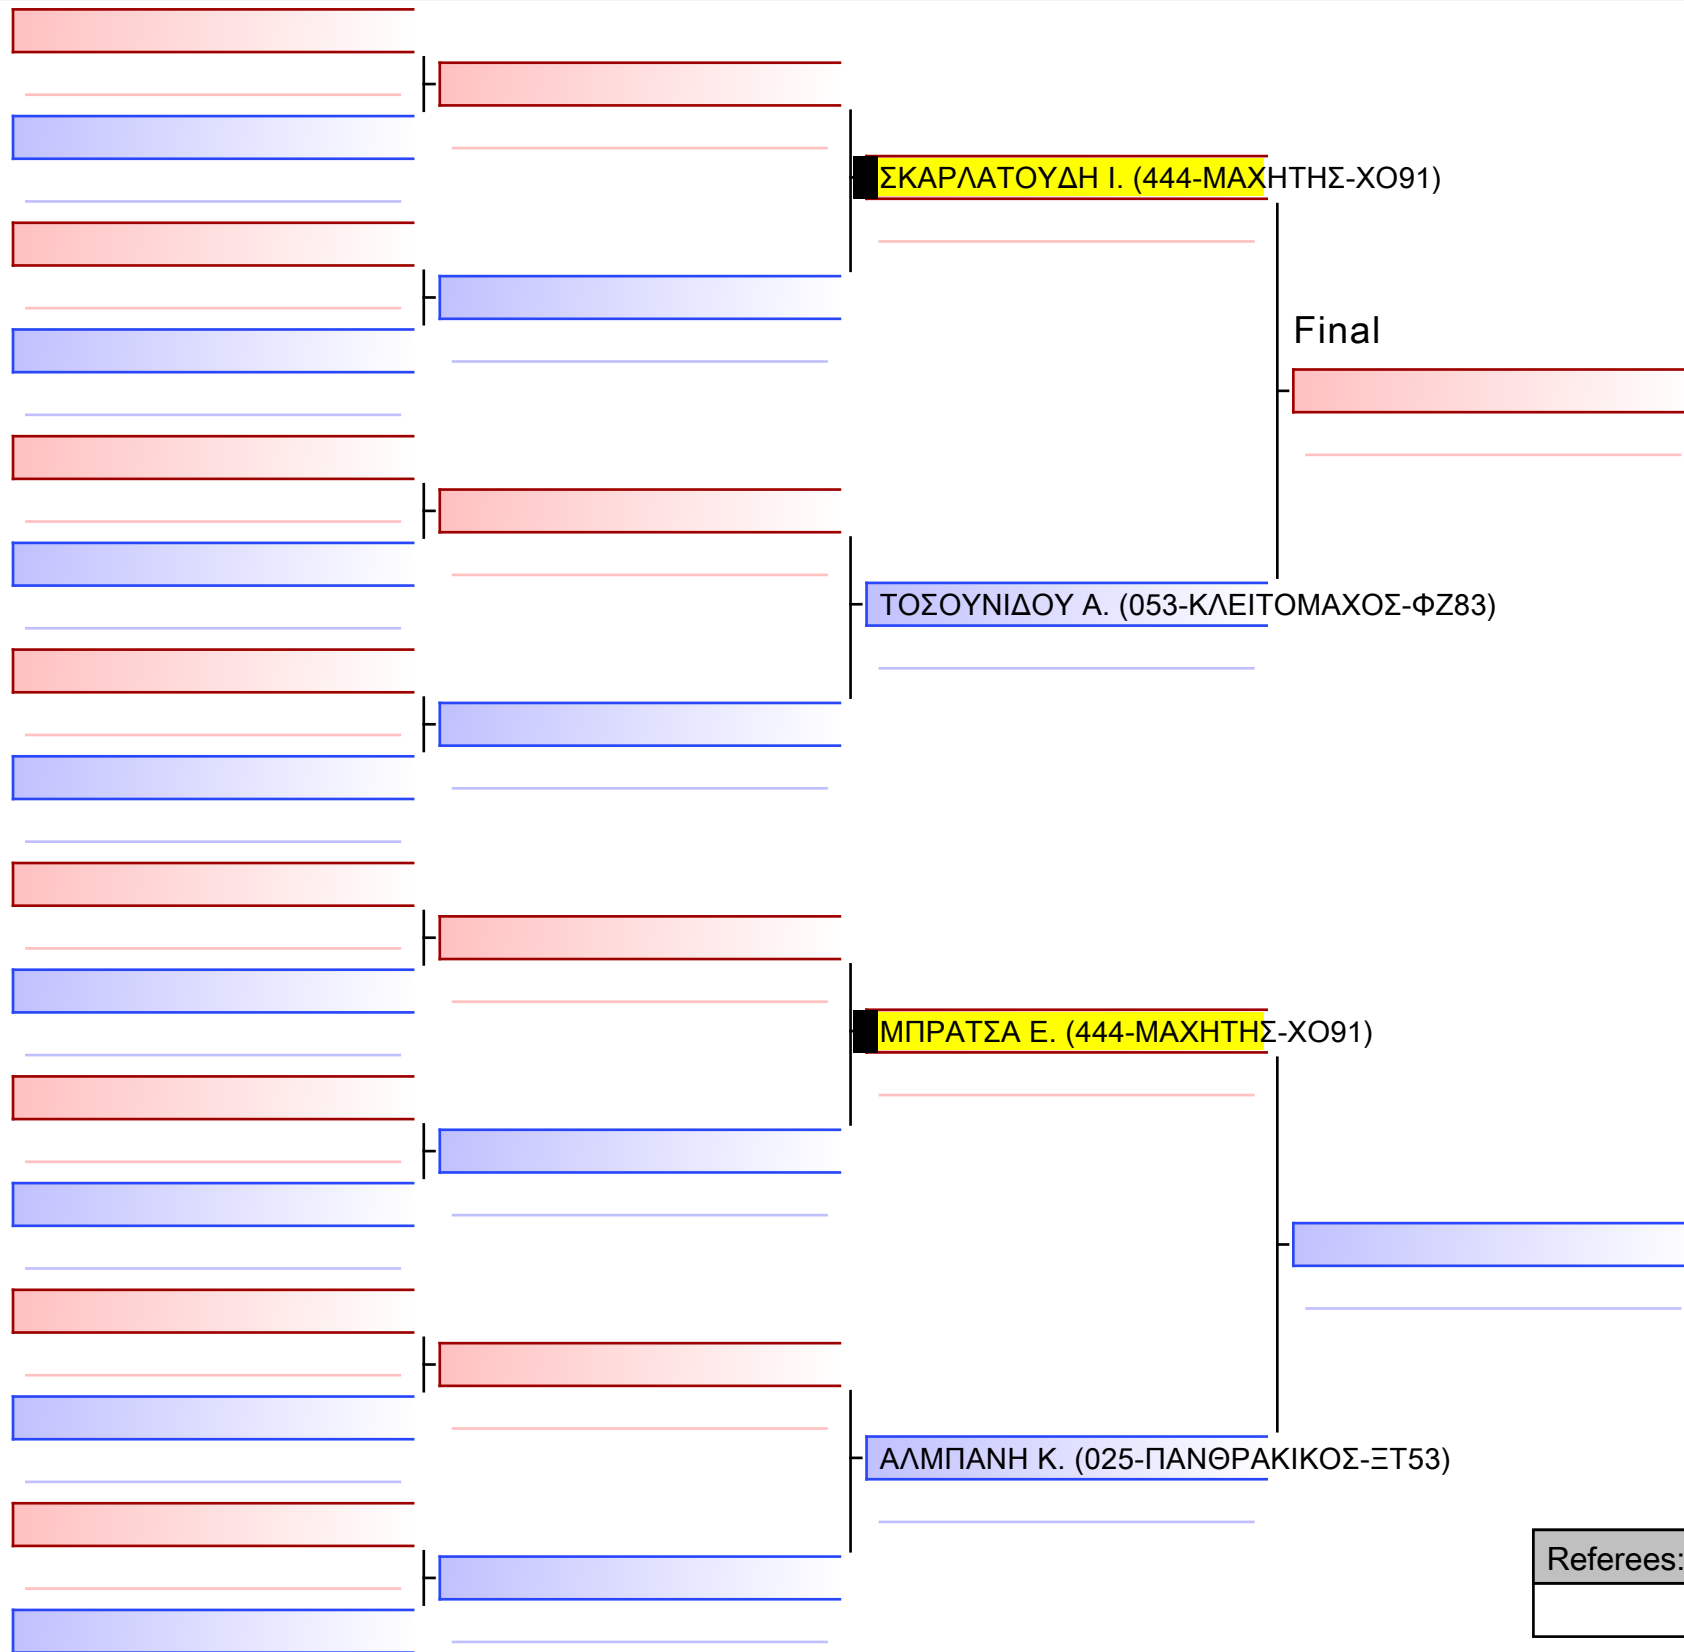 ΣΚΑΡΛΑΤΟΥΔΗ Ι. (444-ΜΑΧΗΤΗΣ-ΧΟ91)
Final
ΤΟΣΟΥΝΙΔΟΥ Α. (053-ΚΛΕΙΤΟΜΑΧΟΣ-ΦΖ83)
ΜΠΡΑΤΣΑ Ε. (444-ΜΑΧΗΤΗΣ-ΧΟ91)
ΑΛΜΠΑΝΗ Κ. (025-ΠΑΝΘΡΑΚΙΚΟΣ-ΞΤ53)
Referees: